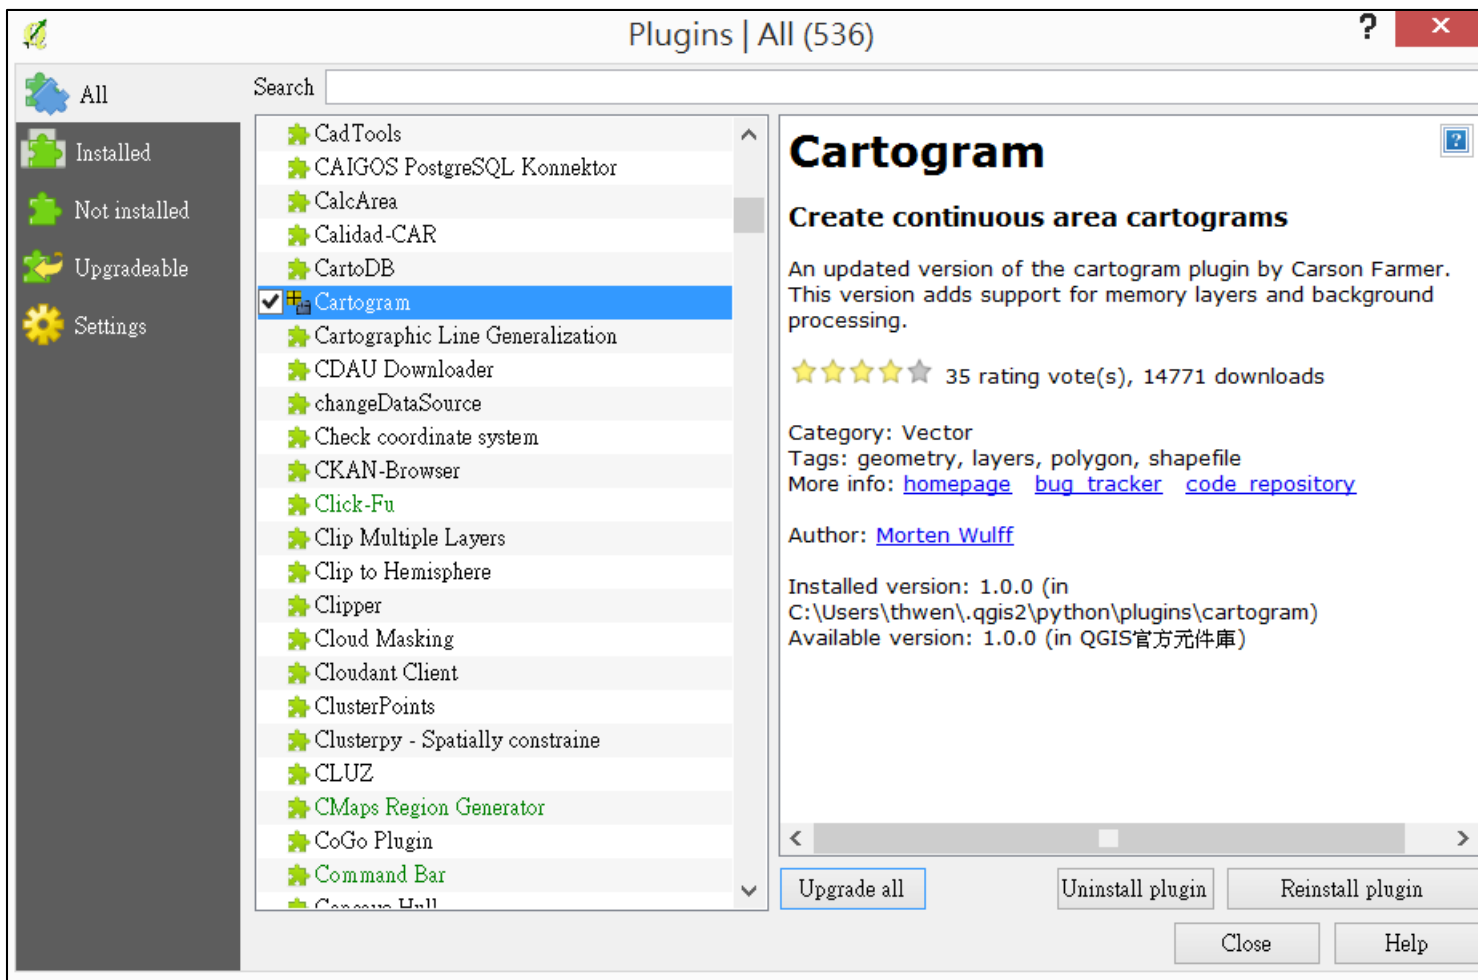 Plugins | All (536)
?
All
Installed
Not installed
Upgradeable
Settings
Search
CadTools
CAIGOS PostgreSQL Konnektor
CalcArea
Calidad-CAR
CartoDB
Cartogram
Cartographic Line Generalization
CDAU Downloader
changeDataSource
Check coordinate system
CKAN-Browser
Click-Fu
Clip Multiple Layers
Clip to Hemisphere
Clipper
Cloud Masking
Cloudant Client
ClusterPoints
Clusterpy - Spatially constraine
CLUZ
CMaps Region Generator
CoGo Plugin
Command Bar
Concave Hull
Cartogram
Create continuous area cartograms
An updated version of the cartogram plugin by Carson Farmer.
This version adds support for memory layers and background
processing.
35 rating vote(s), 14771 downloads
Category: Vector
Tags: geometry, layers, polygon, shapefile
More info: homepage bug tracker code repository
Author: Morten Wulff
Installed version: 1.0.0 (in
C:\Users\thwen\.qgis2\python\plugins\cartogram)
Available version: 1.0.0 (in QGIS官方元件庫)
Upgrade all
Uninstall plugin
Reinstall plugin
Close
Help